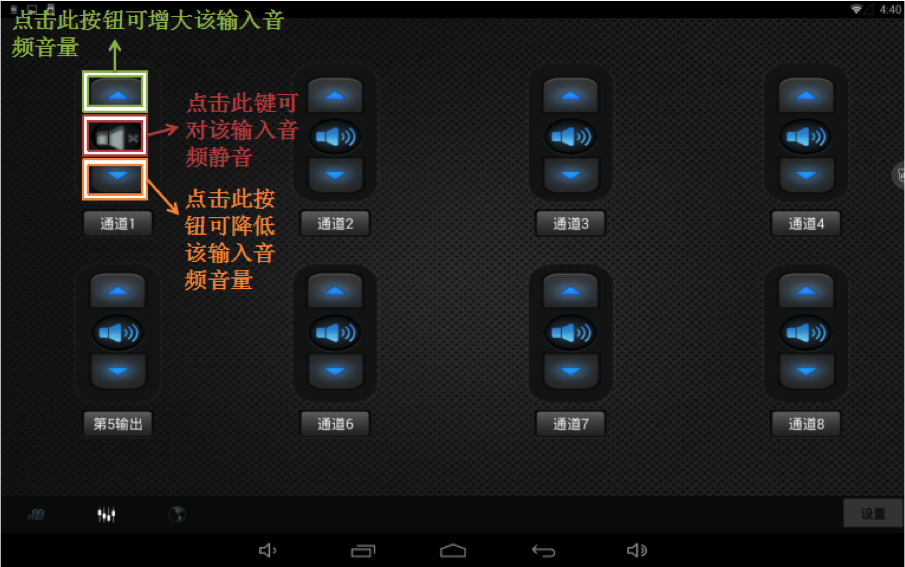 4:40
点击此按钮可增大该输入音
频音量
点击此键可
对该输入音
频静音
点击此按
钮可降低
该输入音
频音量
通道1
通道2
通道3
通道4
第5输出
通道6
通道7
通道8
设置